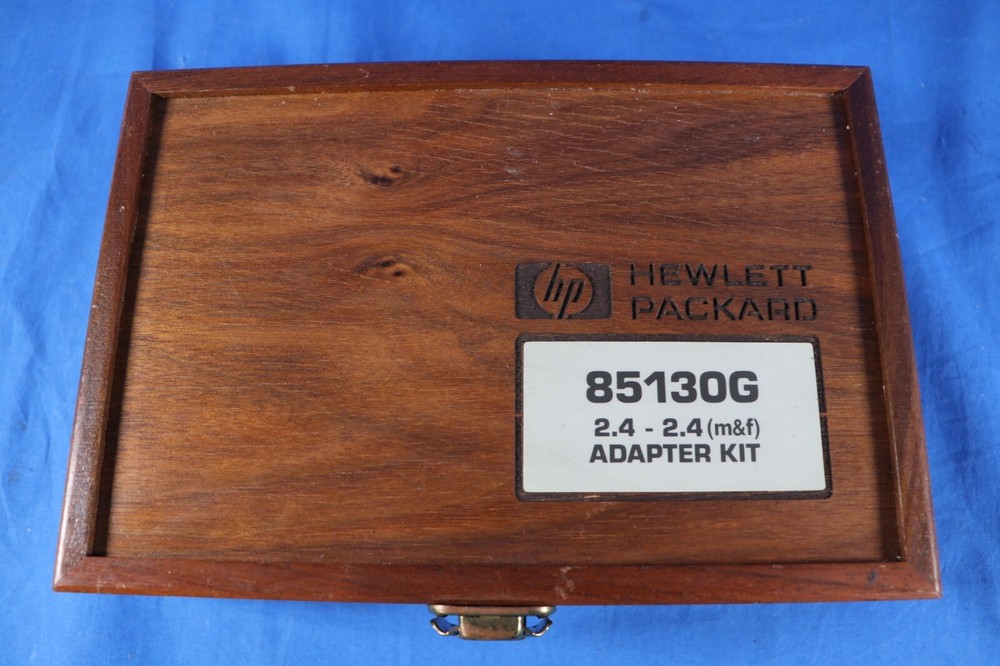 hp HEWLETT
PACKARD
85130G
2.4 - 2.4 (m&f)
ADAPTER KIT